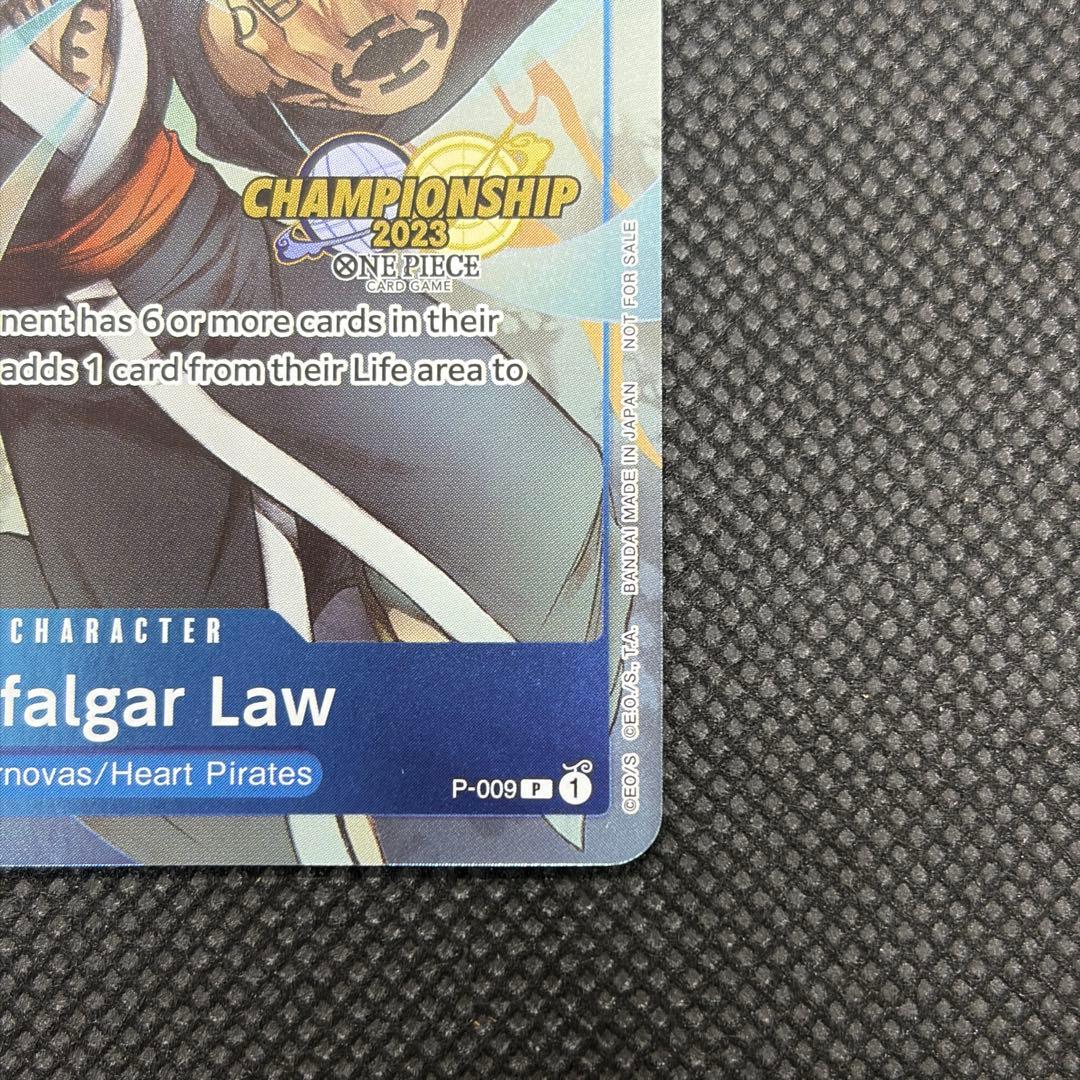 CHAMPIONSHIP
2023
ONE PIECE
CARD GAME
nent has 6 or more cards in their
adds 1 card from their Life area to
CHARACTER
falgar Law
rnovas/Heart Pirates
P-009 P 1
©EO/S ©E.O./S., T.A. BANDAI MADE IN JAPAN NOT FOR SALE